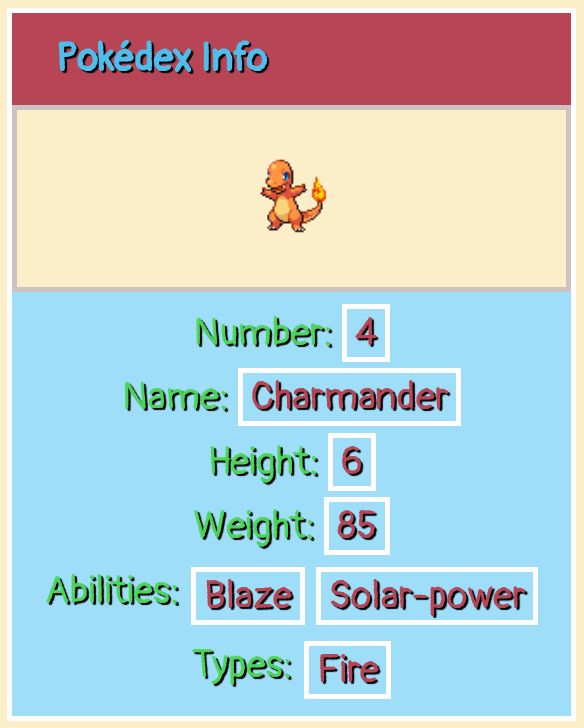 Pokédex Info
Number: 4
Name: Charmander
Height: 6
Weight: 85
Abilities: Blaze Solar-power
Types: Fire